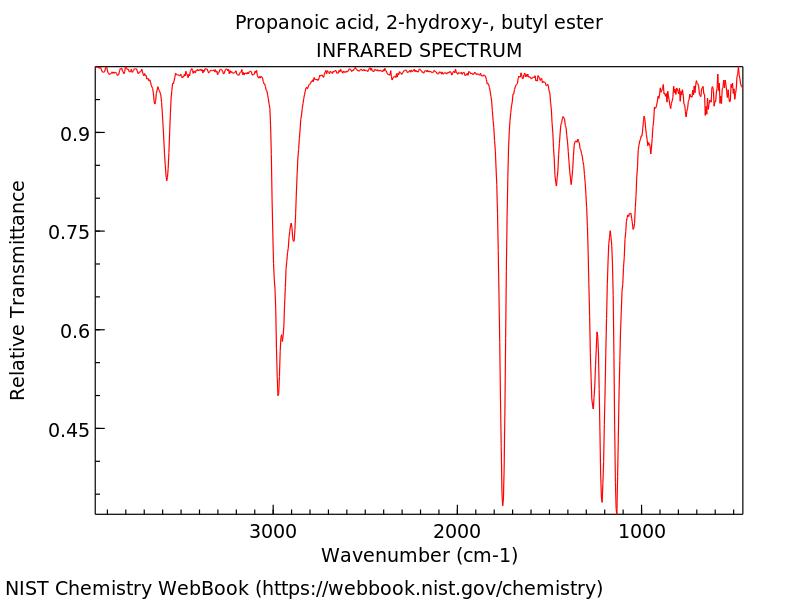 Propanoic acid, 2-hydroxy-, butyl ester
INFRARED SPECTRUM
Relative Transmittance
0.9
0.75
0.6
0.45
3000 2000 1000
Wavenumber (cm-1)
NIST Chemistry WebBook (https://webbook.nist.gov/chemistry)